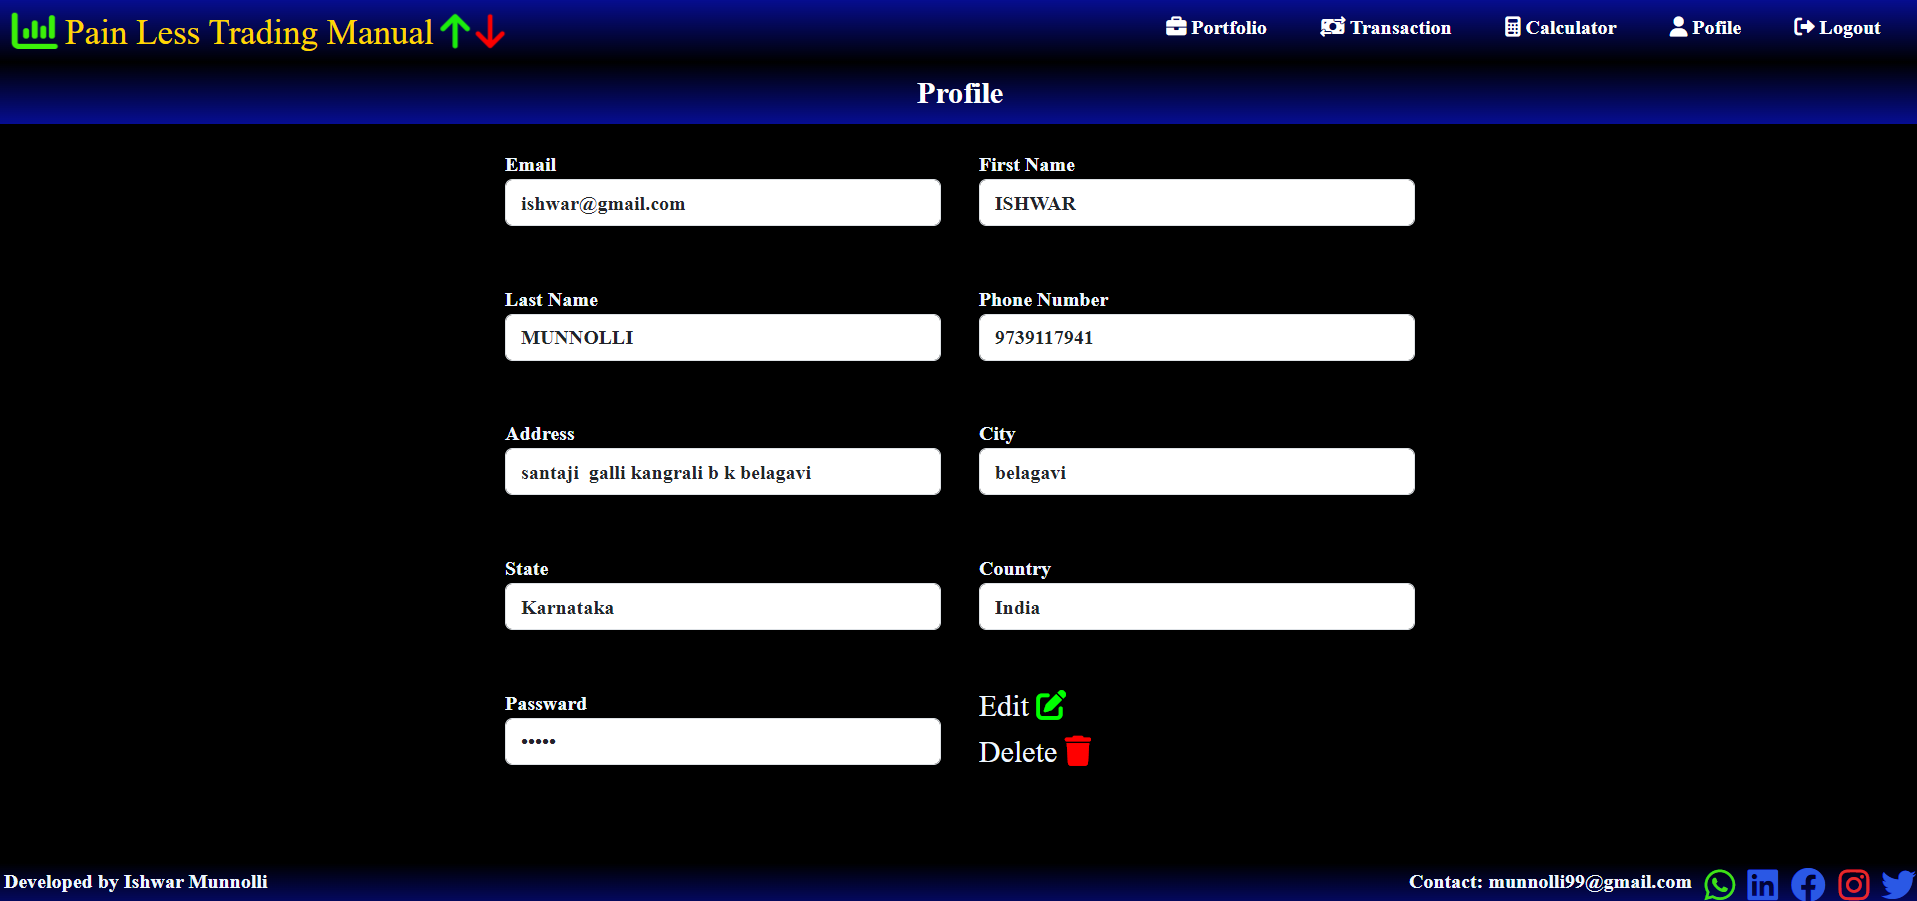 Pain Less Trading Manual
Portfolio Transaction Calculator Pofile Logout
Profile
Email First Name
ishwar@gmail.com ISHWAR
Last Name Phone Number
MUNNOLLI 9739117941
Address City
santaji  galli kangrali b k belagavi belagavi
State Country
Karnataka India
Passward Edit
•••••
Delete
Developed by Ishwar Munnolli Contact: munnolli99@gmail.com